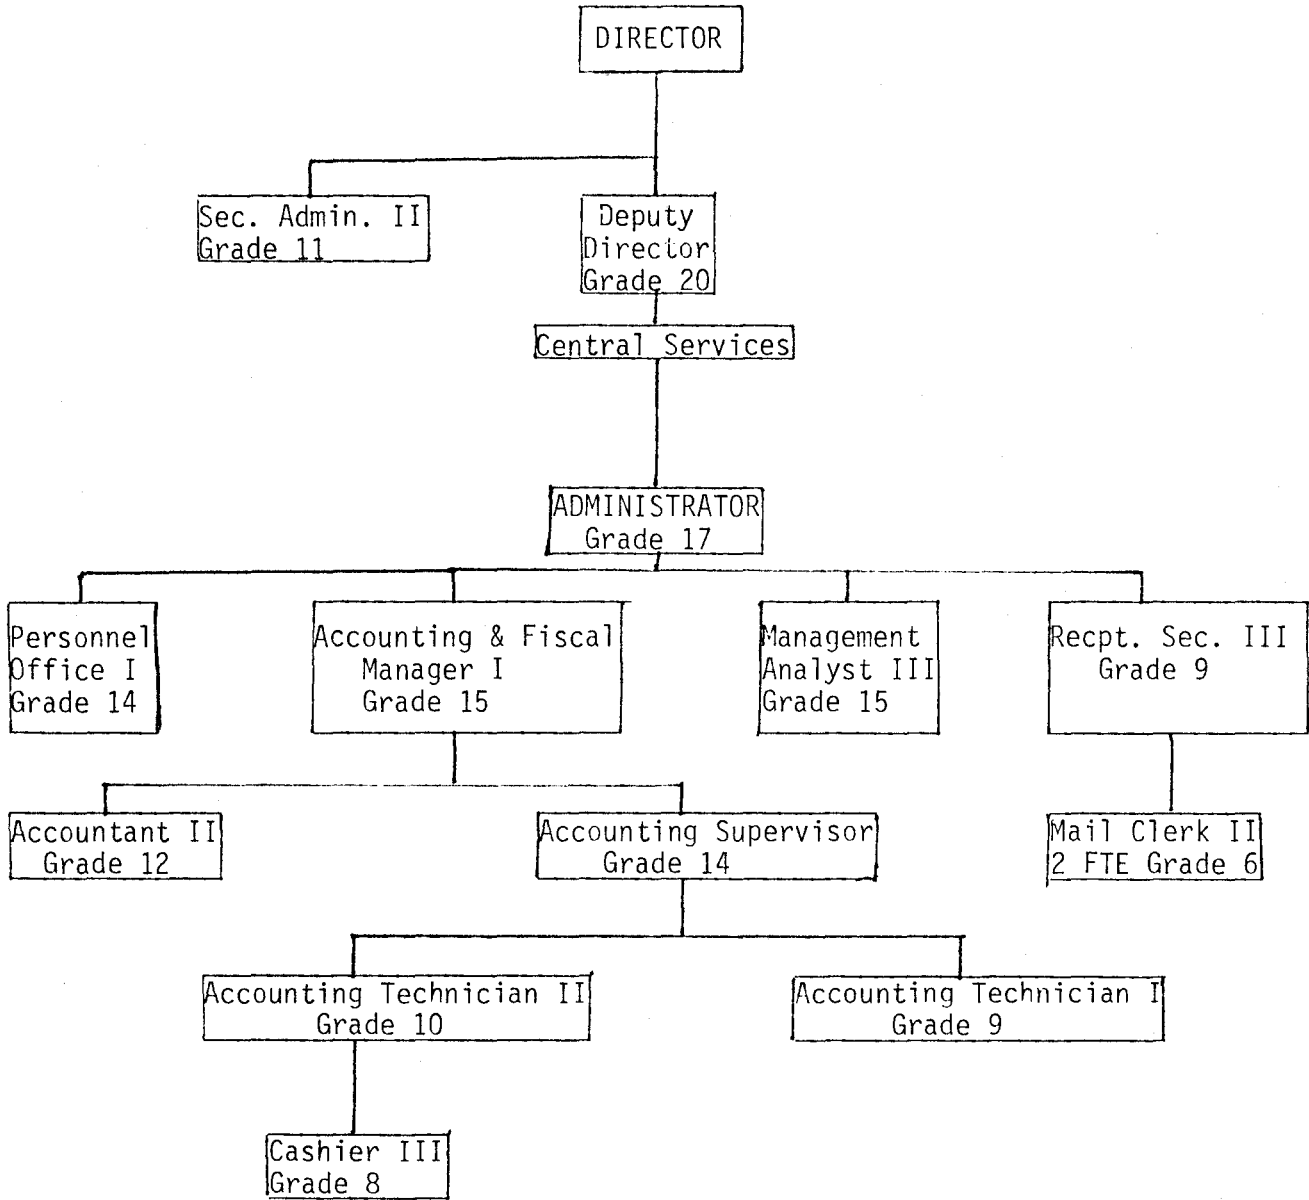 DIRECTOR
Sec. Admin. II
Grade 11
Deputy
Director
Grade 20
Central Services
ADMINISTRATOR
Grade 17
Personnel
Office I
Grade 14
Accounting & Fiscal
Manager I
Grade 15
Management
Analyst III
Grade 15
Recpt. Sec. III
Grade 9
Accountant II
Grade 12
Accounting Supervisor
Grade 14
Mail Clerk II
2 FTE Grade 6
Accounting Technician II
Grade 10
Accounting Technician I
Grade 9
Cashier III
Grade 8